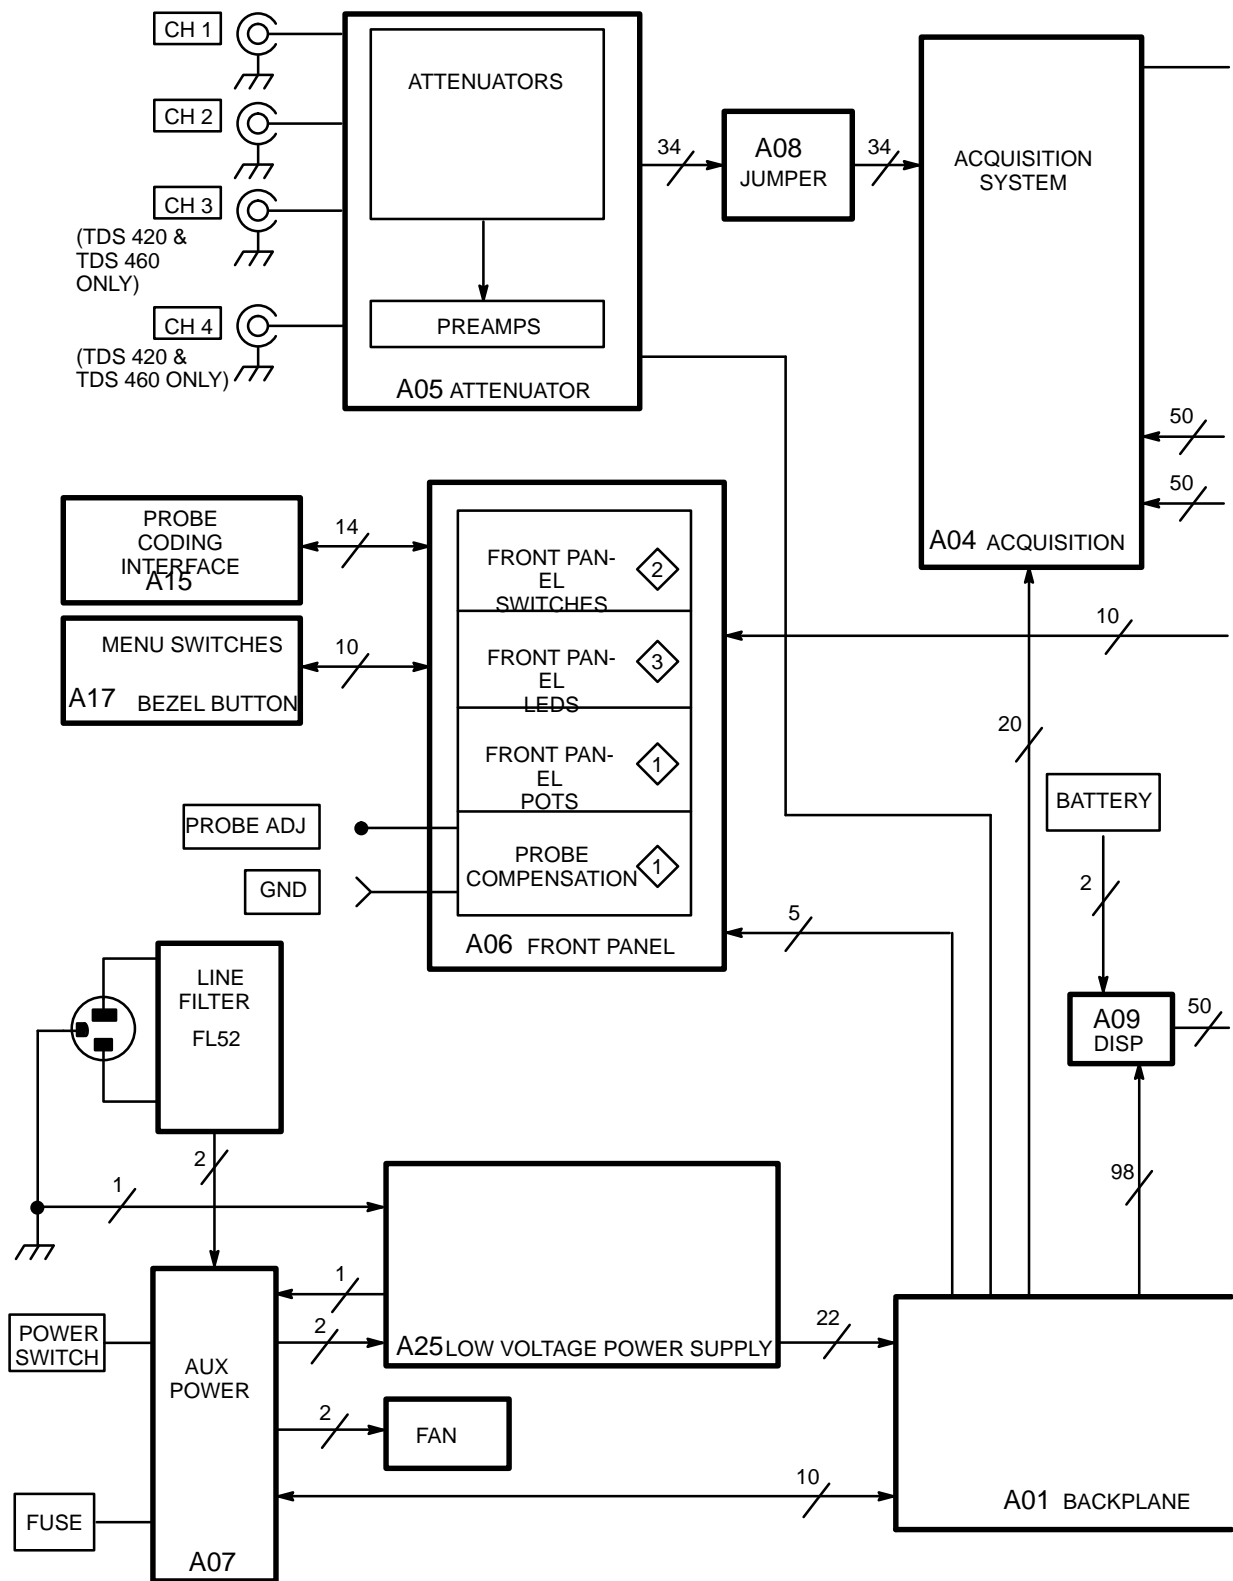 CH 1
CH 2
CH 3
(TDS 420 &
TDS 460
ONLY)
CH 4
(TDS 420 &
TDS 460 ONLY)
ATTENUATORS
PREAMPS
A05 ATTENUATOR
34
A08
JUMPER
34
ACQUISITION
SYSTEM
50
50
A04 ACQUISITION
PROBE
CODING
INTERFACE
A15
14
MENU SWITCHES
A17 BEZEL BUTTON
10
FRONT PAN-
EL
SWITCHES
2
FRONT PAN-
EL
LEDS
3
FRONT PAN-
EL
POTS
1
PROBE
COMPENSATION
1
A06 FRONT PANEL
10
20
PROBE ADJ
GND
5
BATTERY
2
A09
DISP
50
98
LINE
FILTER
FL52
2
1
1
2
A25 LOW VOLTAGE POWER SUPPLY
22
POWER
SWITCH
AUX
POWER
2
FAN
10
FUSE
A07
A01 BACKPLANE